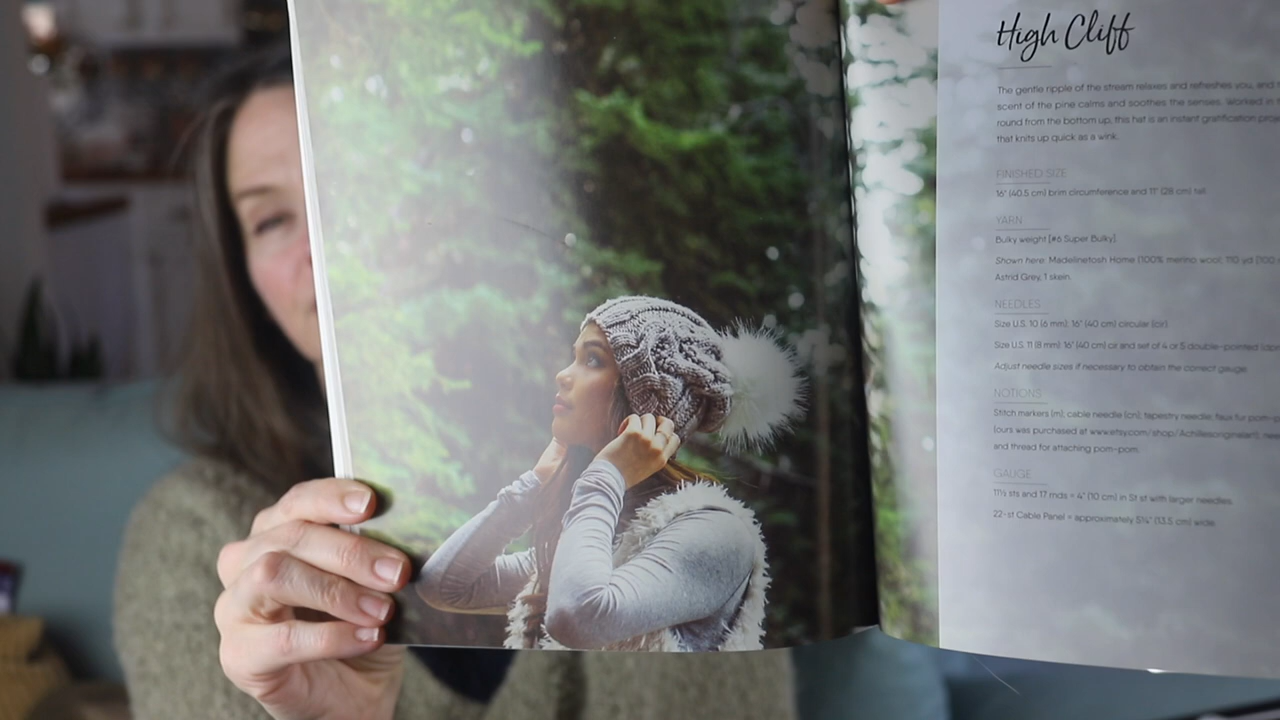 High Cliff
The gentle ripple of the stream relaxes and refreshes you, and
scent of the pine calms and soothes the senses. Worked in
round from the bottom up, this hat is an instant gratification
that knits up quick as a wink.
FINISHED SIZE
16" (40.5 cm) brim circumference and 11" (28 cm) tall.
YARN
Bulky weight [#6 Super Bulky]
Shown here: Madelinetosh Home (100% merino wool; 110 yd [100
Astrid Grey, 1 skein.
NEEDLES
Size U.S. 10 (6 mm): 16" (40 cm) circular (cir).
Size U.S. 11 (8 mm): 16" (40 cm) cir and set of 4 or 5 double-pointed
Adjust needle sizes if necessary to obtain the correct gauge.
NOTIONS
Stitch markers (m); cable needle (cn); tapestry needle; faux fur
(ours was purchased at
and thread for attaching pom-pom.
GAUGE
11½ sts and 17 rnds = 4" (10 cm) in St st with larger needles.
22-st Cable Panel = approximately 5¼" (13.5 cm) wide.